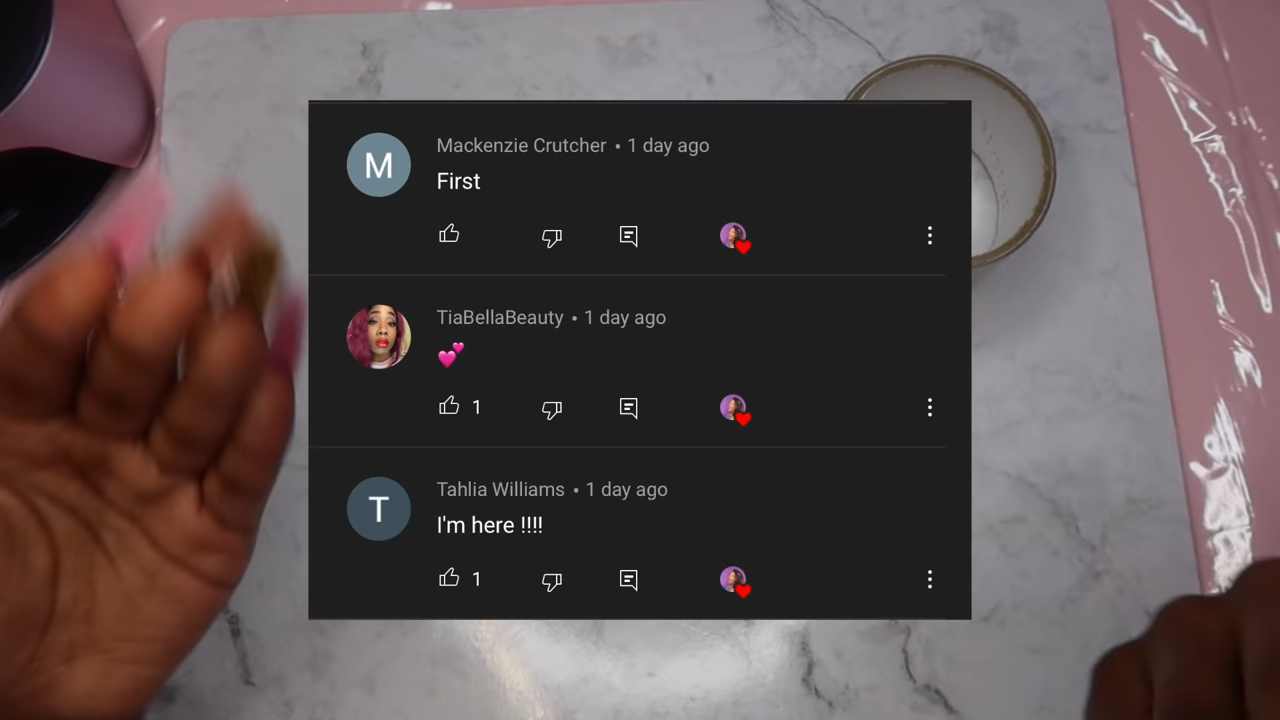 M
Mackenzie Crutcher • 1 day ago
First
TiaBellaBeauty • 1 day ago
💕
1
T
Tahlia Williams • 1 day ago
I'm here !!!!
1